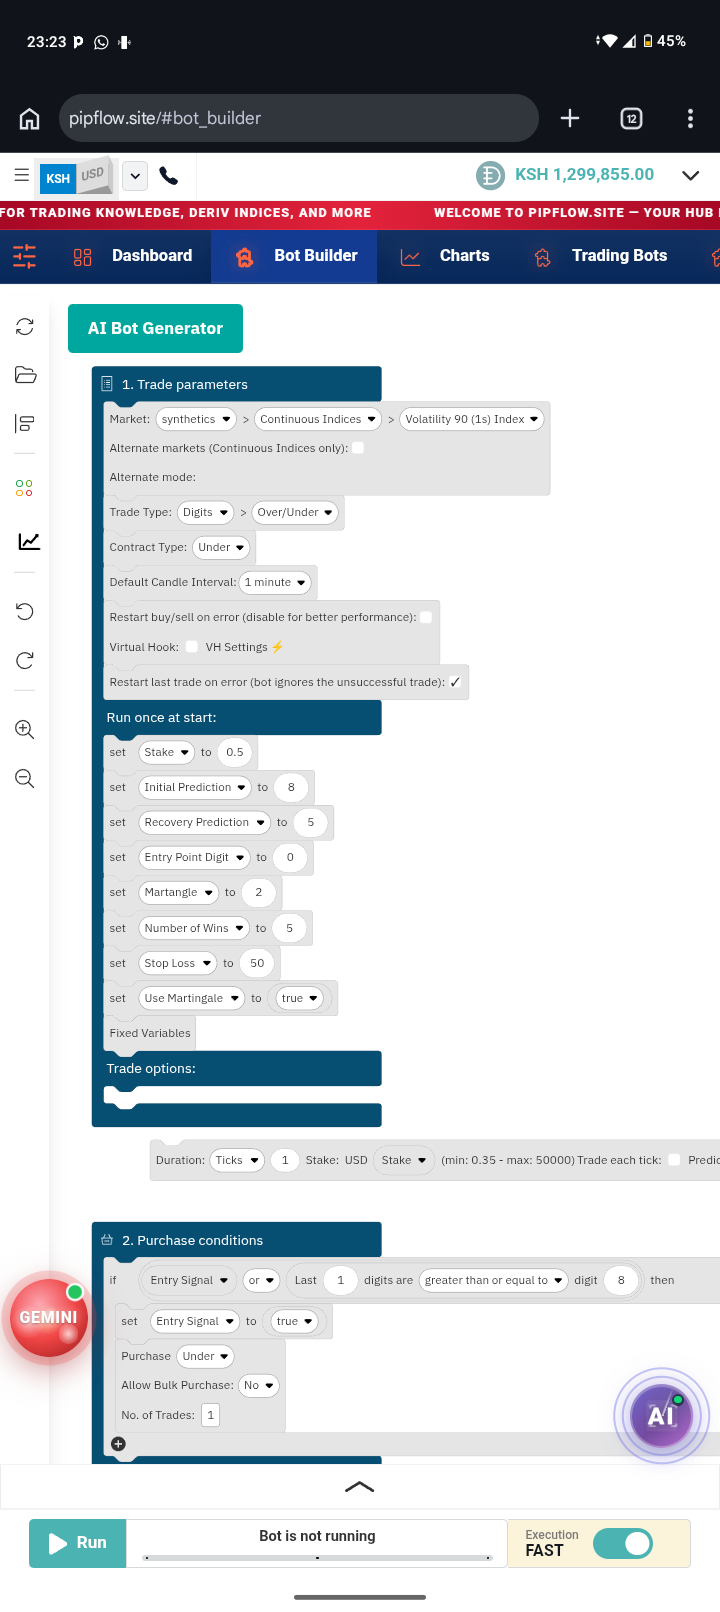 23:23
45%
pipflow.site/#bot_builder
12
KSH USD
KSH 1,299,855.00
FOR TRADING KNOWLEDGE, DERIV INDICES, AND MORE WELCOME TO PIPFLOW.SITE — YOUR HUB
Dashboard Bot Builder Charts Trading Bots
AI Bot Generator
1. Trade parameters
Market: synthetics > Continuous Indices > Volatility 90 (1s) Index
Alternate markets (Continuous Indices only):
Alternate mode:
Trade Type: Digits > Over/Under
Contract Type: Under
Default Candle Interval: 1 minute
Restart buy/sell on error (disable for better performance):
Virtual Hook: VH Settings ⚡
Restart last trade on error (bot ignores the unsuccessful trade): ✓
Run once at start:
set Stake to 0.5
set Initial Prediction to 8
set Recovery Prediction to 5
set Entry Point Digit to 0
set Martangle to 2
set Number of Wins to 5
set Stop Loss to 50
set Use Martingale to true
Fixed Variables
Trade options:
Duration: Ticks 1 Stake: USD Stake (min: 0.35 - max: 50000) Trade each tick: Predic
2. Purchase conditions
if Entry Signal or Last 1 digits are greater than or equal to digit 8 then
set Entry Signal to true
Purchase Under
Allow Bulk Purchase: No
No. of Trades: 1
GEMINI
AI
Run
Bot is not running
Execution
FAST